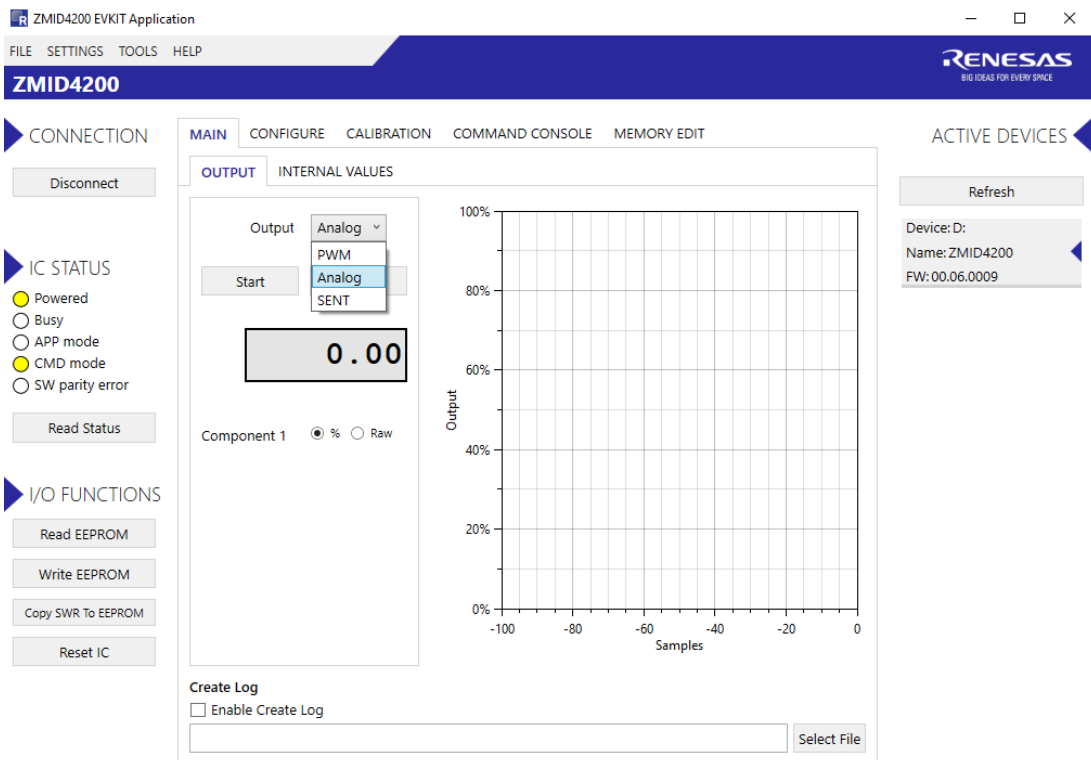 ZMID4200 EVKIT Application
FILE SETTINGS TOOLS HELP
RENESAS
BIG IDEAS FOR EVERY SPACE
ZMID4200
CONNECTION
Disconnect
IC STATUS
Powered
Busy
APP mode
CMD mode
SW parity error
Read Status
I/O FUNCTIONS
Read EEPROM
Write EEPROM
Copy SWR To EEPROM
Reset IC
MAIN CONFIGURE CALIBRATION COMMAND CONSOLE MEMORY EDIT
OUTPUT INTERNAL VALUES
Output Analog
PWM
Analog
SENT
Start
0.00
Component 1 % Raw
100%
80%
60%
40%
20%
0%
Output
-100 -80 -60 -40 -20 0
Samples
Create Log
Enable Create Log
Select File
ACTIVE DEVICES
Refresh
Device: D:
Name: ZMID4200
FW: 00.06.0009